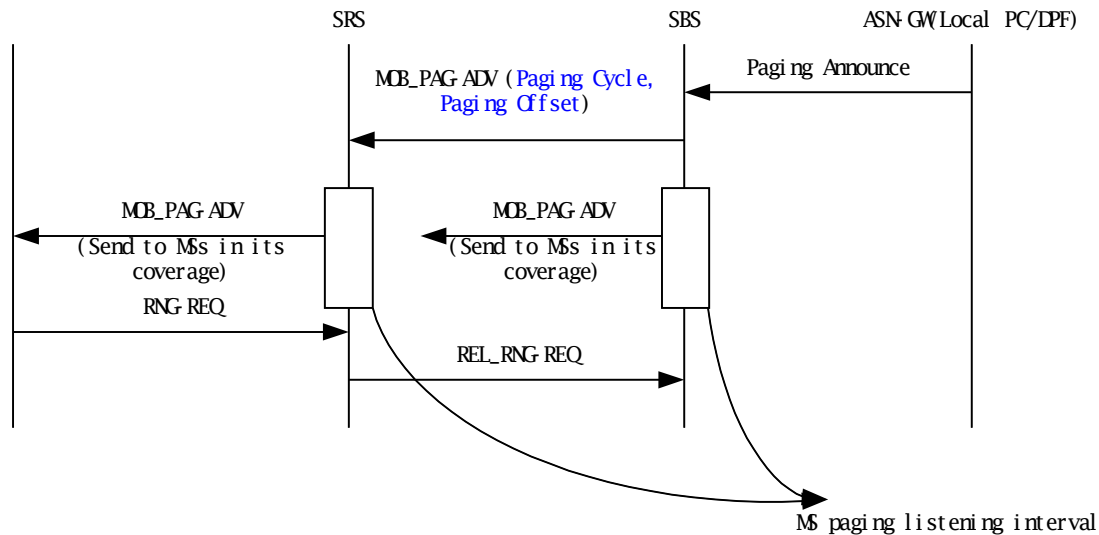 SRS
SBS
ASN-GW(Local PC/DPF)
Paging Announce
MOB_PAG-ADV (Paging Cycle,
Paging Offset)
MOB_PAG-ADV
(Send to MSs in its
coverage)
MOB_PAG-ADV
(Send to MSs in its
coverage)
RNG-REQ
REL_RNG-REQ
MS paging listening interval